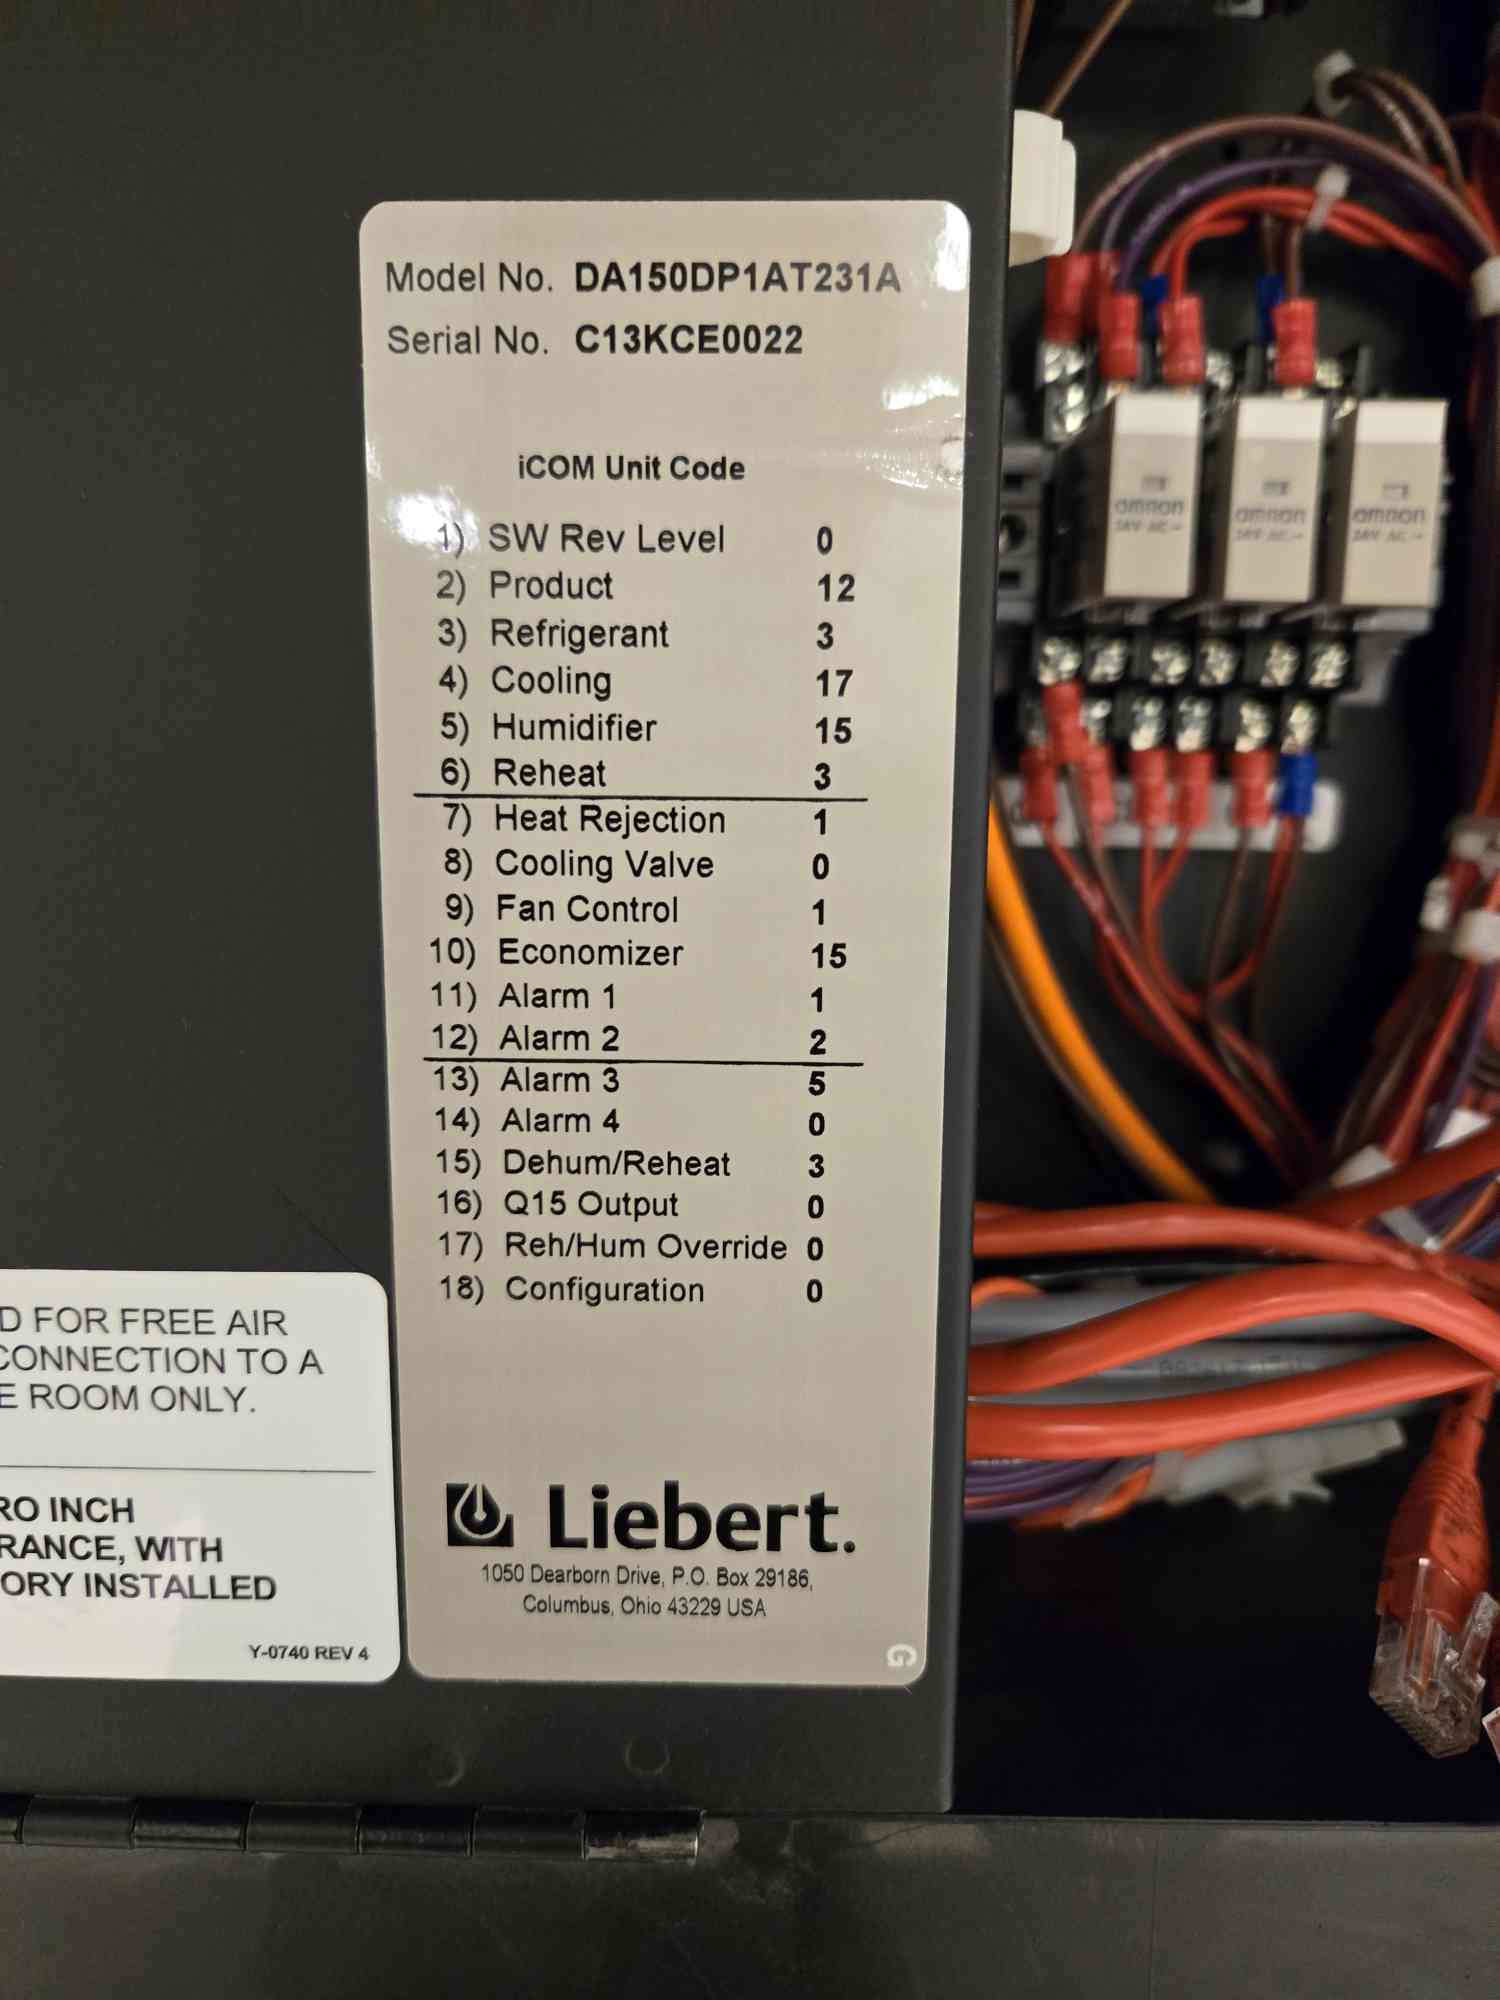 Model No. DA150DP1AT231A
Serial No. C13KCE0022
iCOM Unit Code
1) SW Rev Level 0
2) Product 12
3) Refrigerant 3
4) Cooling 17
5) Humidifier 15
6) Reheat 3
7) Heat Rejection 1
8) Cooling Valve 0
9) Fan Control 1
10) Economizer 15
11) Alarm 1 1
12) Alarm 2 2
13) Alarm 3 5
14) Alarm 4 0
15) Dehum/Reheat 3
16) Q15 Output 0
17) Reh/Hum Override 0
18) Configuration 0
Liebert.
1050 Dearborn Drive, P.O. Box 29186,
Columbus, Ohio 43229 USA
G
D FOR FREE AIR
CONNECTION TO A
E ROOM ONLY.
RO INCH
RANCE, WITH
ORY INSTALLED
Y-0740 REV 4
omron
omron
omron